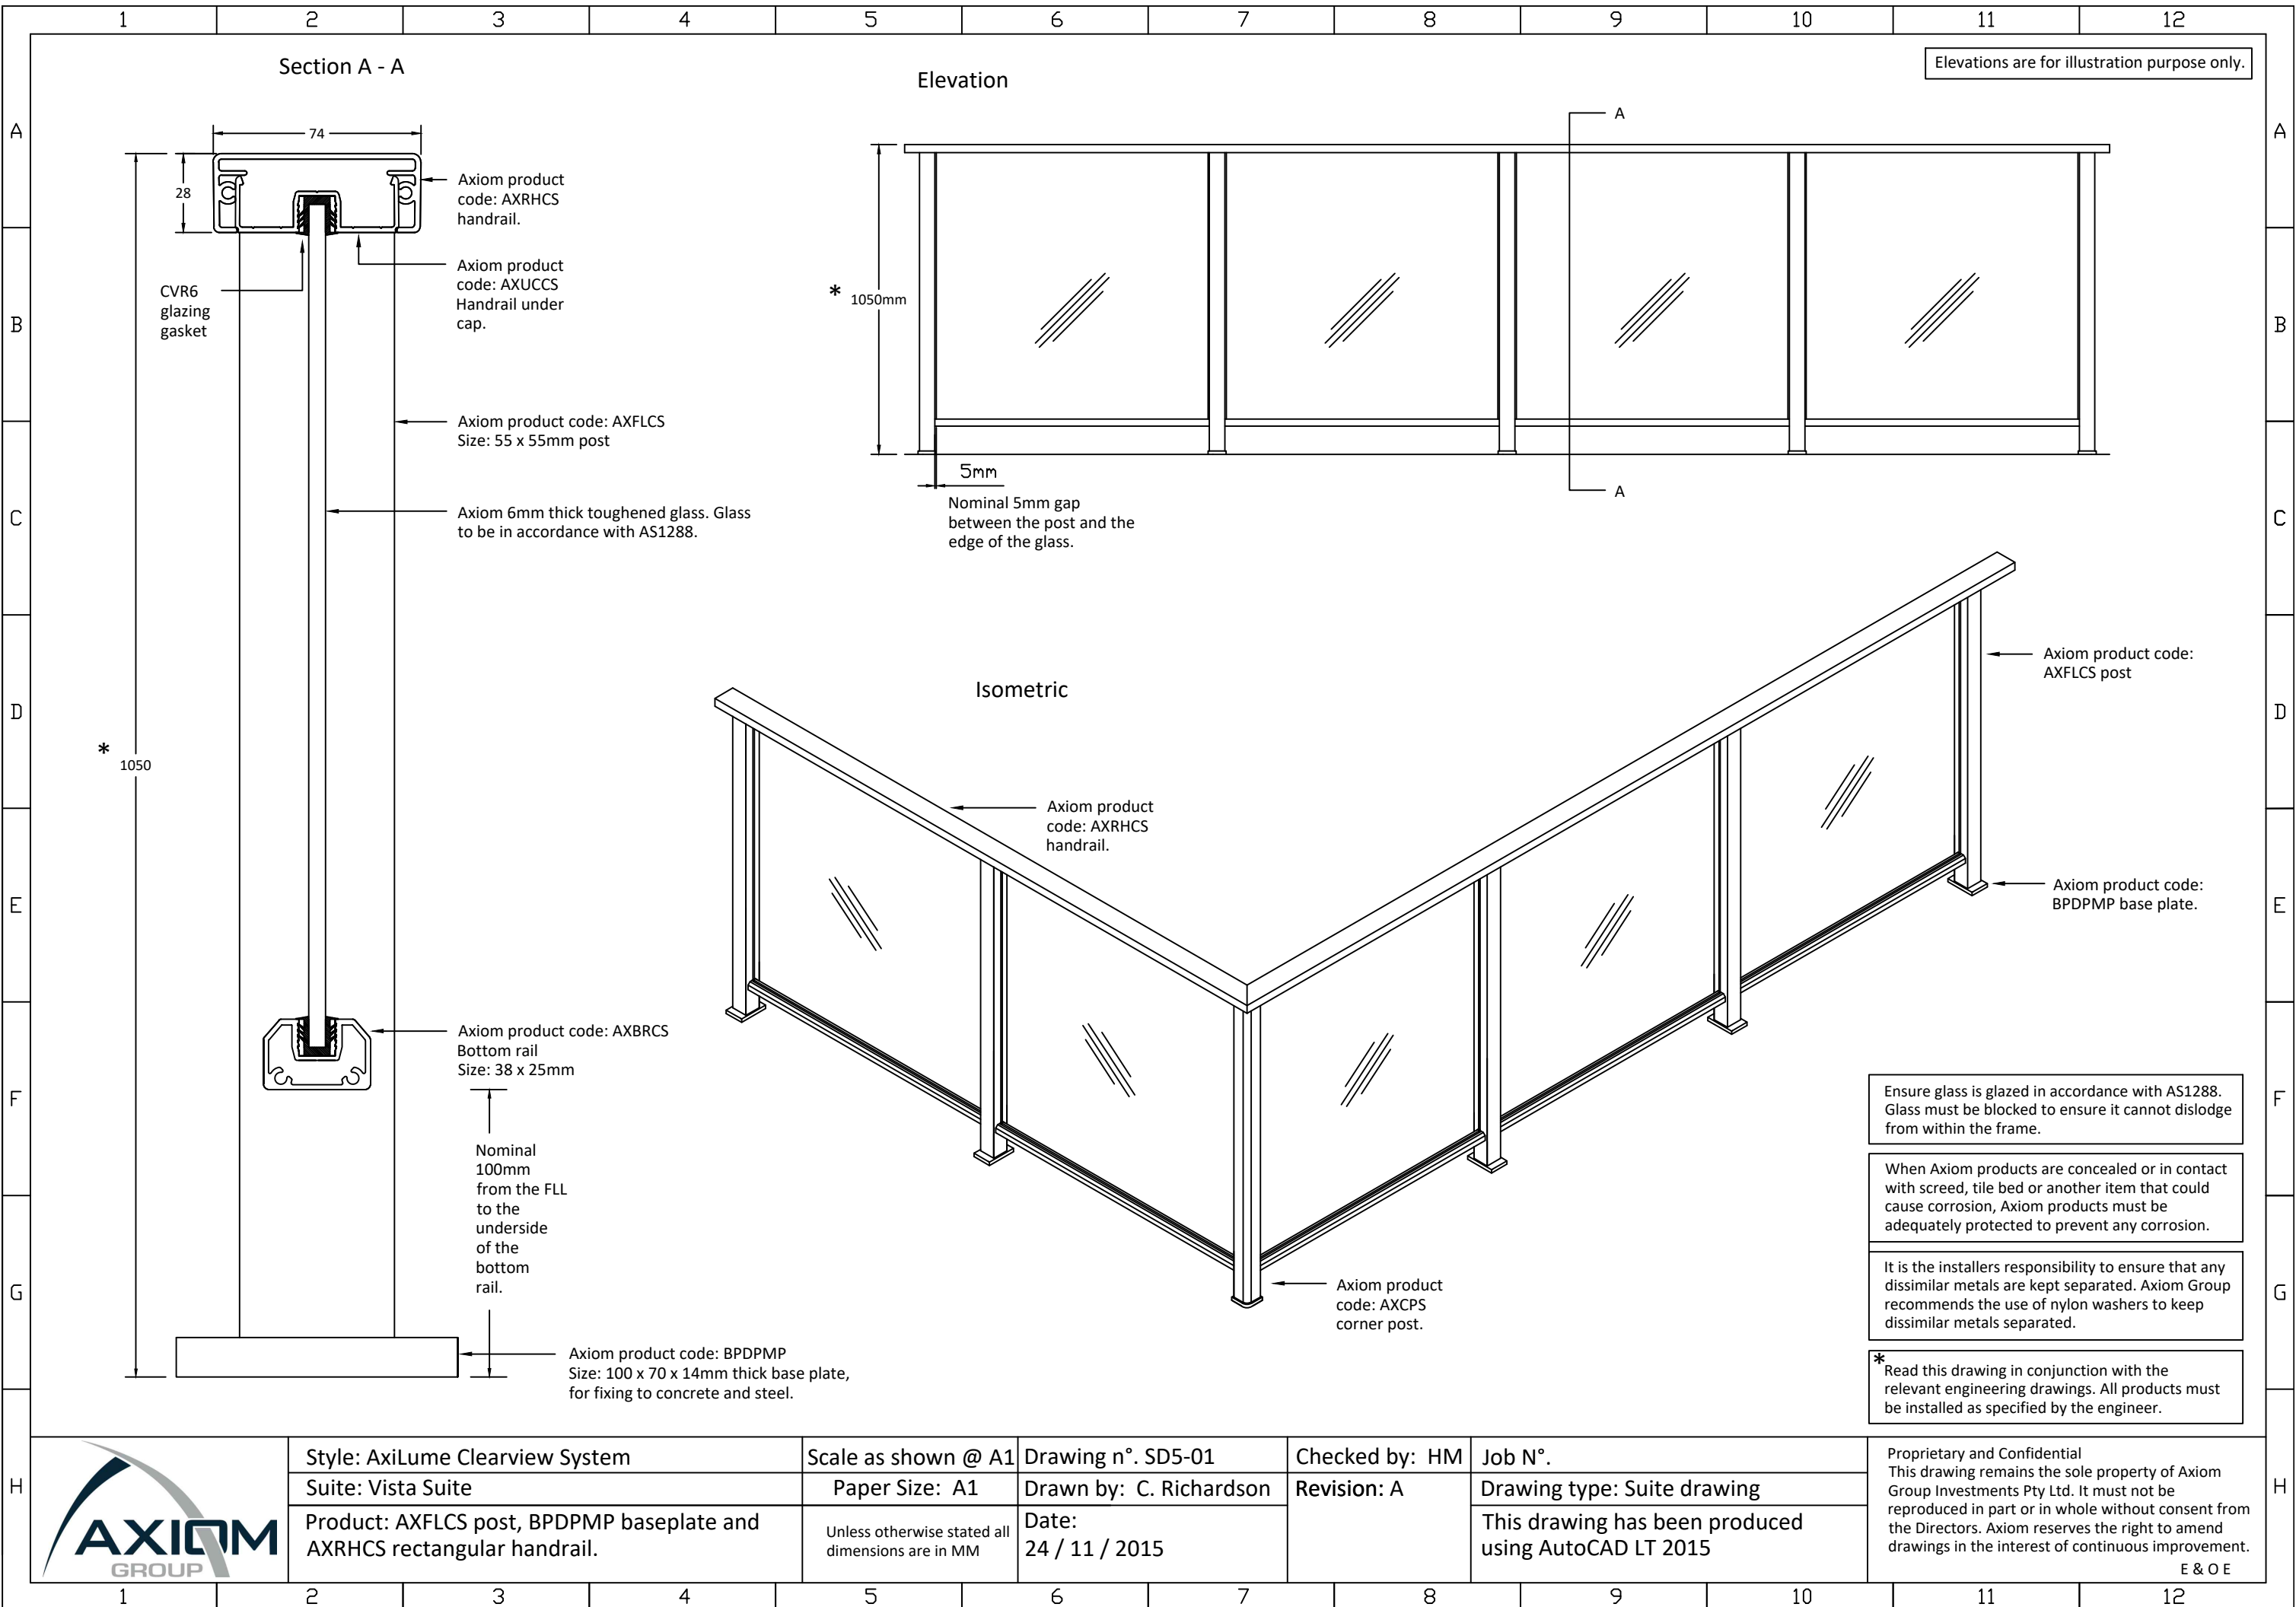 1 2 3 4 5 6 7 8 9 10 11 12
A
B
C
D
E
F
G
H
Section A - A
74
28
* 1050
Axiom product
code: AXRHCS
handrail.
Axiom product
code: AXUCCS
Handrail under
cap.
CVR6
glazing
gasket
Axiom product code: AXFLCS
Size: 55 x 55mm post
Axiom 6mm thick toughened glass. Glass
to be in accordance with AS1288.
Axiom product code: AXBRCS
Bottom rail
Size: 38 x 25mm
Nominal
100mm
from the FLL
to the
underside
of the
bottom
rail.
Axiom product code: BPDPMP
Size: 100 x 70 x 14mm thick base plate,
for fixing to concrete and steel.
Elevation
Elevations are for illustration purpose only.
A
* 1050mm
5mm
Nominal 5mm gap
between the post and the
edge of the glass.
A
Isometric
Axiom product
code: AXRHCS
handrail.
Axiom product code:
AXFLCS post
Axiom product code:
BPDPMP base plate.
Axiom product
code: AXCPS
corner post.
Ensure glass is glazed in accordance with AS1288.
Glass must be blocked to ensure it cannot dislodge
from within the frame.
When Axiom products are concealed or in contact
with screed, tile bed or another item that could
cause corrosion, Axiom products must be
adequately protected to prevent any corrosion.
It is the installers responsibility to ensure that any
dissimilar metals are kept separated. Axiom Group
recommends the use of nylon washers to keep
dissimilar metals separated.
*Read this drawing in conjunction with the
relevant engineering drawings. All products must
be installed as specified by the engineer.
A
B
C
D
E
F
G
H
AXIOM
GROUP
Style: AxiLume Clearview System
Suite: Vista Suite
Product: AXFLCS post, BPDPMP baseplate and
AXRHCS rectangular handrail.
Scale as shown @ A1
Paper Size: A1
Unless otherwise stated all
dimensions are in MM
Drawing n°. SD5-01
Drawn by: C. Richardson
Date:
24 / 11 / 2015
Checked by: HM
Revision: A
Job N°.
Drawing type: Suite drawing
This drawing has been produced
using AutoCAD LT 2015
Proprietary and Confidential
This drawing remains the sole property of Axiom
Group Investments Pty Ltd. It must not be
reproduced in part or in whole without consent from
the Directors. Axiom reserves the right to amend
drawings in the interest of continuous improvement.
E & O E
1 2 3 4 5 6 7 8 9 10 11 12